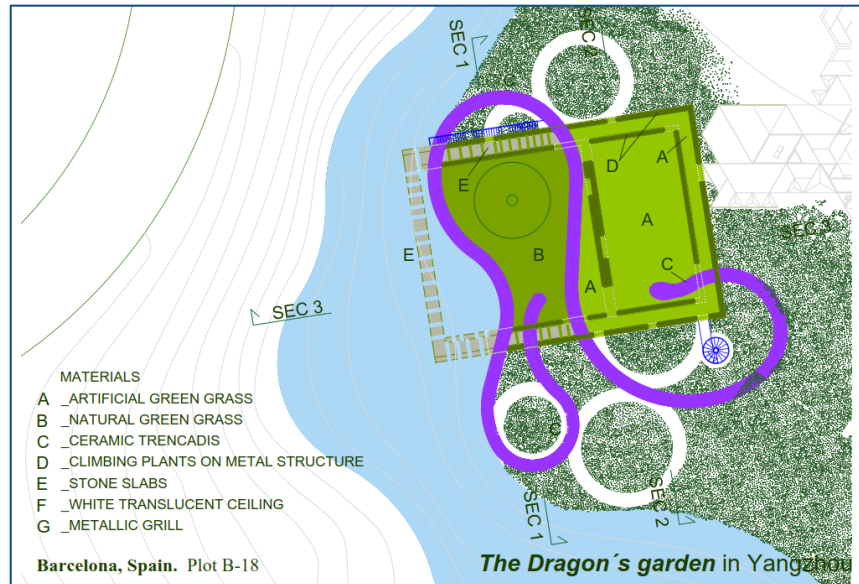 SEC 1
SEC 2
C
A
D
E
A
SEC 3
E
B
C
A
SEC 3
C
SEC 1
SEC 2
MATERIALS
A _ARTIFICIAL GREEN GRASS
B _NATURAL GREEN GRASS
C _CERAMIC TRENCADIS
D _CLIMBING PLANTS ON METAL STRUCTURE
E _STONE SLABS
F _WHITE TRANSLUCENT CEILING
G _METALLIC GRILL
Barcelona, Spain. Plot B-18
The Dragon´s garden in Yangzhou